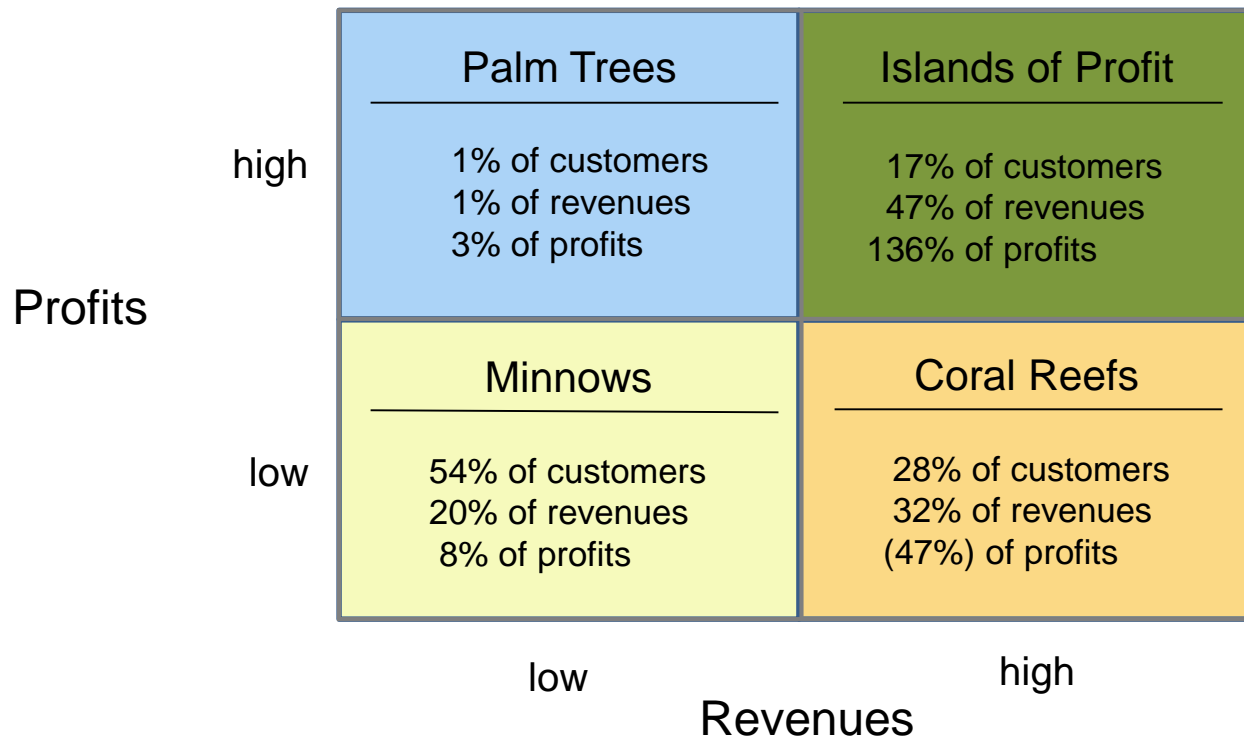 Palm Trees
1% of customers
1% of revenues
3% of profits
Islands of Profit
17% of customers
47% of revenues
136% of profits
high
Profits
Minnows
54% of customers
20% of revenues
8% of profits
Coral Reefs
28% of customers
32% of revenues
(47%) of profits
low
low
high
Revenues